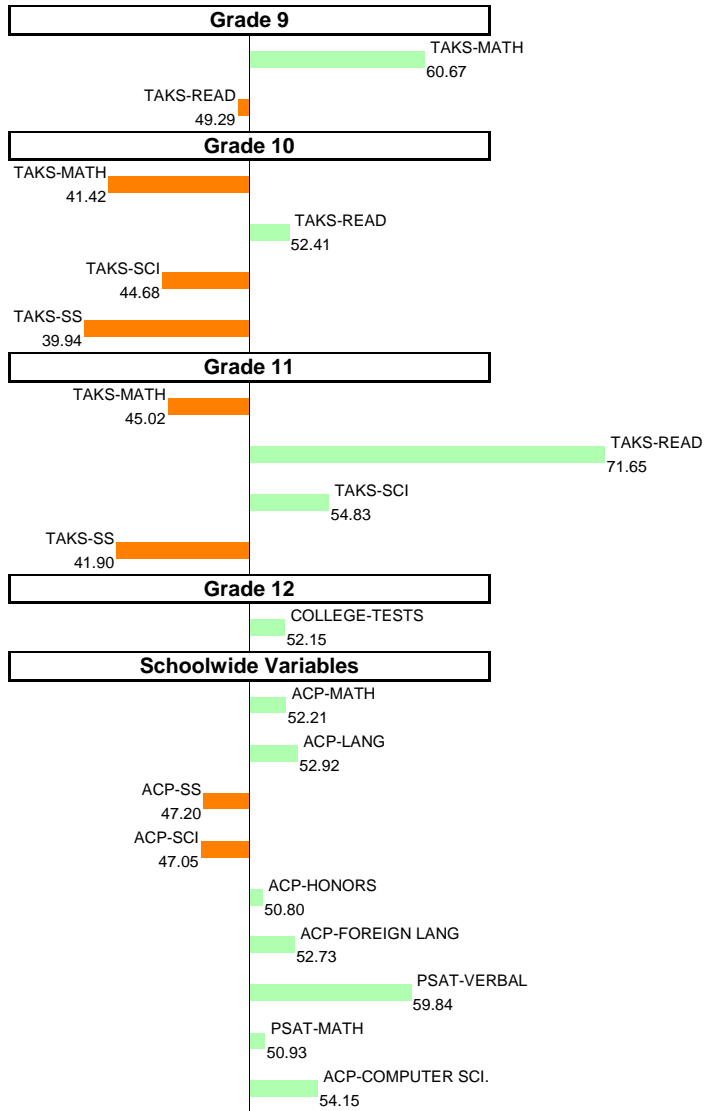 Grade 9
TAKS-MATH
60.67
TAKS-READ
49.29
Grade 10
TAKS-MATH
41.42
TAKS-READ
52.41
TAKS-SCI
44.68
TAKS-SS
39.94
Grade 11
TAKS-MATH
45.02
TAKS-READ
71.65
TAKS-SCI
54.83
TAKS-SS
41.90
Grade 12
COLLEGE-TESTS
52.15
Schoolwide Variables
ACP-MATH
52.21
ACP-LANG
52.92
ACP-SS
47.20
ACP-SCI
47.05
ACP-HONORS
50.80
ACP-FOREIGN LANG
52.73
PSAT-VERBAL
59.84
PSAT-MATH
50.93
ACP-COMPUTER SCI.
54.15